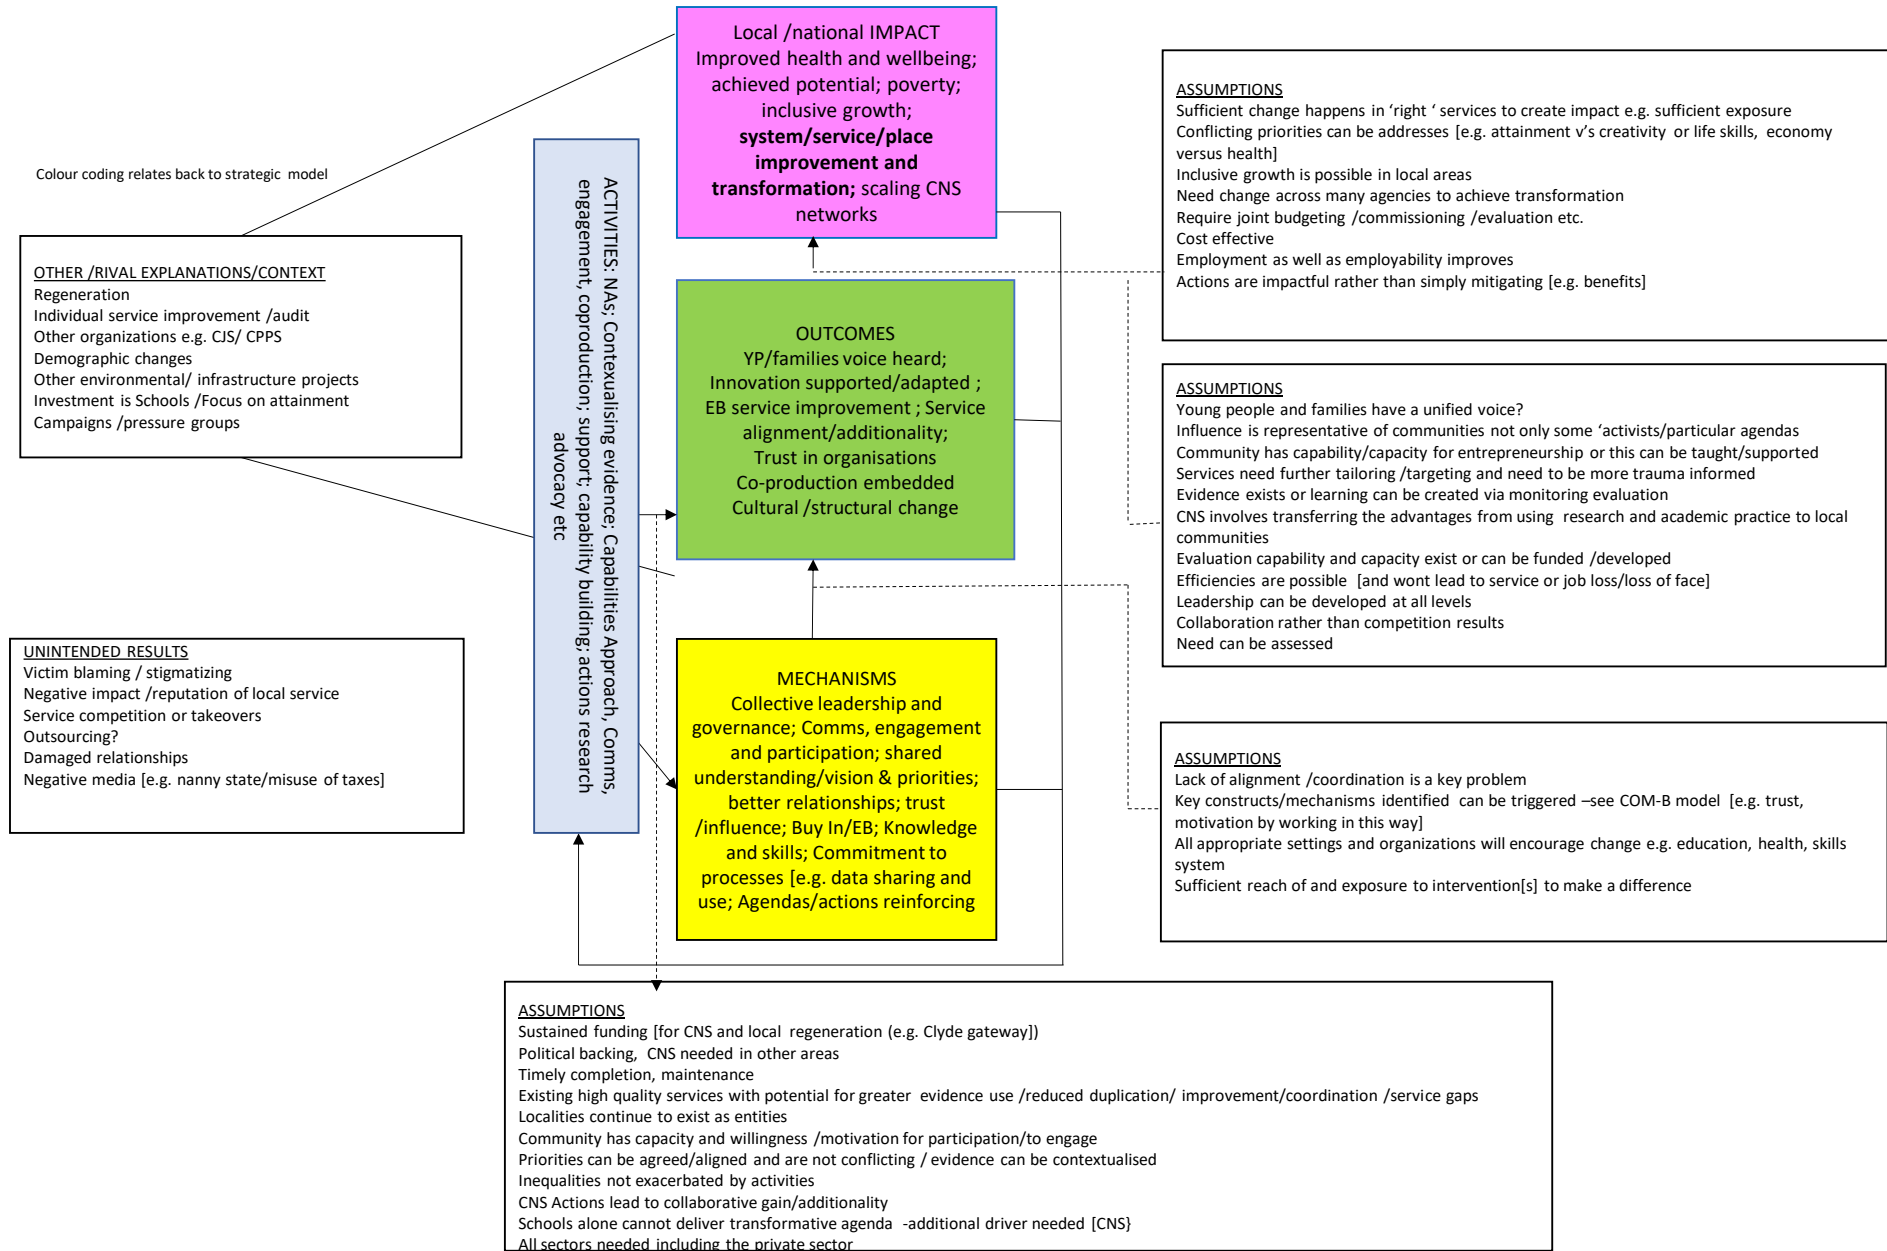 Local /national IMPACT
Improved health and wellbeing;
achieved potential; poverty;
inclusive growth;
system/service/place
improvement and
transformation; scaling CNS
networks
Colour coding relates back to strategic model
OTHER /RIVAL EXPLANATIONS/CONTEXT
Regeneration
Individual service improvement /audit
Other organizations e.g. CJS/ CPPS
Demographic changes
Other environmental/ infrastructure projects
Investment is Schools /Focus on attainment
Campaigns /pressure groups
UNINTENDED RESULTS
Victim blaming / stigmatizing
Negative impact /reputation of local service
Service competition or takeovers
Outsourcing?
Damaged relationships
Negative media [e.g. nanny state/misuse of taxes]
ACTIVITIES: NAs; Contextualising evidence; Capabilities Approach, Comms,
engagement, coproduction; support; capability building; actions research
advocacy etc
OUTCOMES
YP/families voice heard;
Innovation supported/adapted ;
EB service improvement ; Service
alignment/additionality;
Trust in organisations
Co-production embedded
Cultural /structural change
MECHANISMS
Collective leadership and
governance; Comms, engagement
and participation; shared
understanding/vision & priorities;
better relationships; trust
/influence; Buy In/EB; Knowledge
and skills; Commitment to
processes [e.g. data sharing and
use; Agendas/actions reinforcing
ASSUMPTIONS
Sufficient change happens in ‘right ‘ services to create impact e.g. sufficient exposure
Conflicting priorities can be addresses [e.g. attainment v’s creativity or life skills, economy
versus health]
Inclusive growth is possible in local areas
Need change across many agencies to achieve transformation
Require joint budgeting /commissioning /evaluation etc.
Cost effective
Employment as well as employability improves
Actions are impactful rather than simply mitigating [e.g. benefits]
ASSUMPTIONS
Young people and families have a unified voice?
Influence is representative of communities not only some ‘activists/particular agendas
Community has capability/capacity for entrepreneurship or this can be taught/supported
Services need further tailoring /targeting and need to be more trauma informed
Evidence exists or learning can be created via monitoring evaluation
CNS involves transferring the advantages from using research and academic practice to local
communities
Evaluation capability and capacity exist or can be funded /developed
Efficiencies are possible [and wont lead to service or job loss/loss of face]
Leadership can be developed at all levels
Collaboration rather than competition results
Need can be assessed
ASSUMPTIONS
Lack of alignment /coordination is a key problem
Key constructs/mechanisms identified can be triggered –see COM-B model [e.g. trust,
motivation by working in this way]
All appropriate settings and organizations will encourage change e.g. education, health, skills
system
Sufficient reach of and exposure to intervention[s] to make a difference
ASSUMPTIONS
Sustained funding [for CNS and local regeneration (e.g. Clyde gateway])
Political backing, CNS needed in other areas
Timely completion, maintenance
Existing high quality services with potential for greater evidence use /reduced duplication/ improvement/coordination /service gaps
Localities continue to exist as entities
Community has capacity and willingness /motivation for participation/to engage
Priorities can be agreed/aligned and are not conflicting / evidence can be contextualised
Inequalities not exacerbated by activities
CNS Actions lead to collaborative gain/additionality
Schools alone cannot deliver transformative agenda -additional driver needed [CNS}
All sectors needed including the private sector